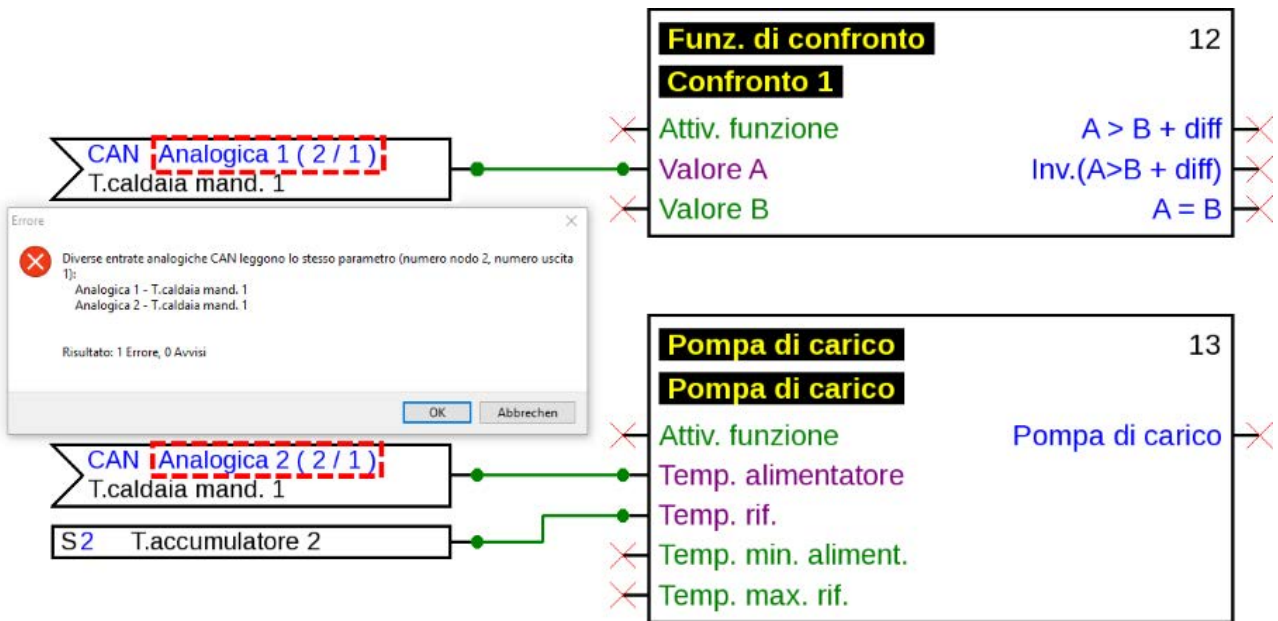 Funz. di confronto 12
Confronto 1
Attiv. funzione A > B + diff
CAN Analogica 1 ( 2 / 1 )
T.caldaia mand. 1
Valore A Inv.(A>B + diff)
Valore B A = B
Errore
Diverse entrate analogiche CAN leggono lo stesso parametro (numero nodo 2, numero uscita
1):
Analogica 1 - T.caldaia mand. 1
Analogica 2 - T.caldaia mand. 1
Risultato: 1 Errore, 0 Avvisi
OK Abbrechen
Pompa di carico 13
Pompa di carico
Attiv. funzione Pompa di carico
CAN Analogica 2 ( 2 / 1 )
T.caldaia mand. 1
Temp. alimentatore
Temp. rif.
S2 T.accumulatore 2
Temp. min. aliment.
Temp. max. rif.